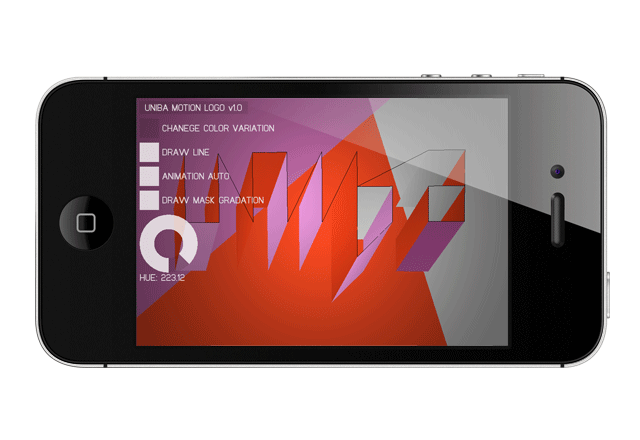 UNIBA MOTION LOGO v1.0
CHANEGE COLOR VARIATION
DRAW LINE
ANIMATION AUTO
DRAW MASK GRADATION
HUE: 223.12